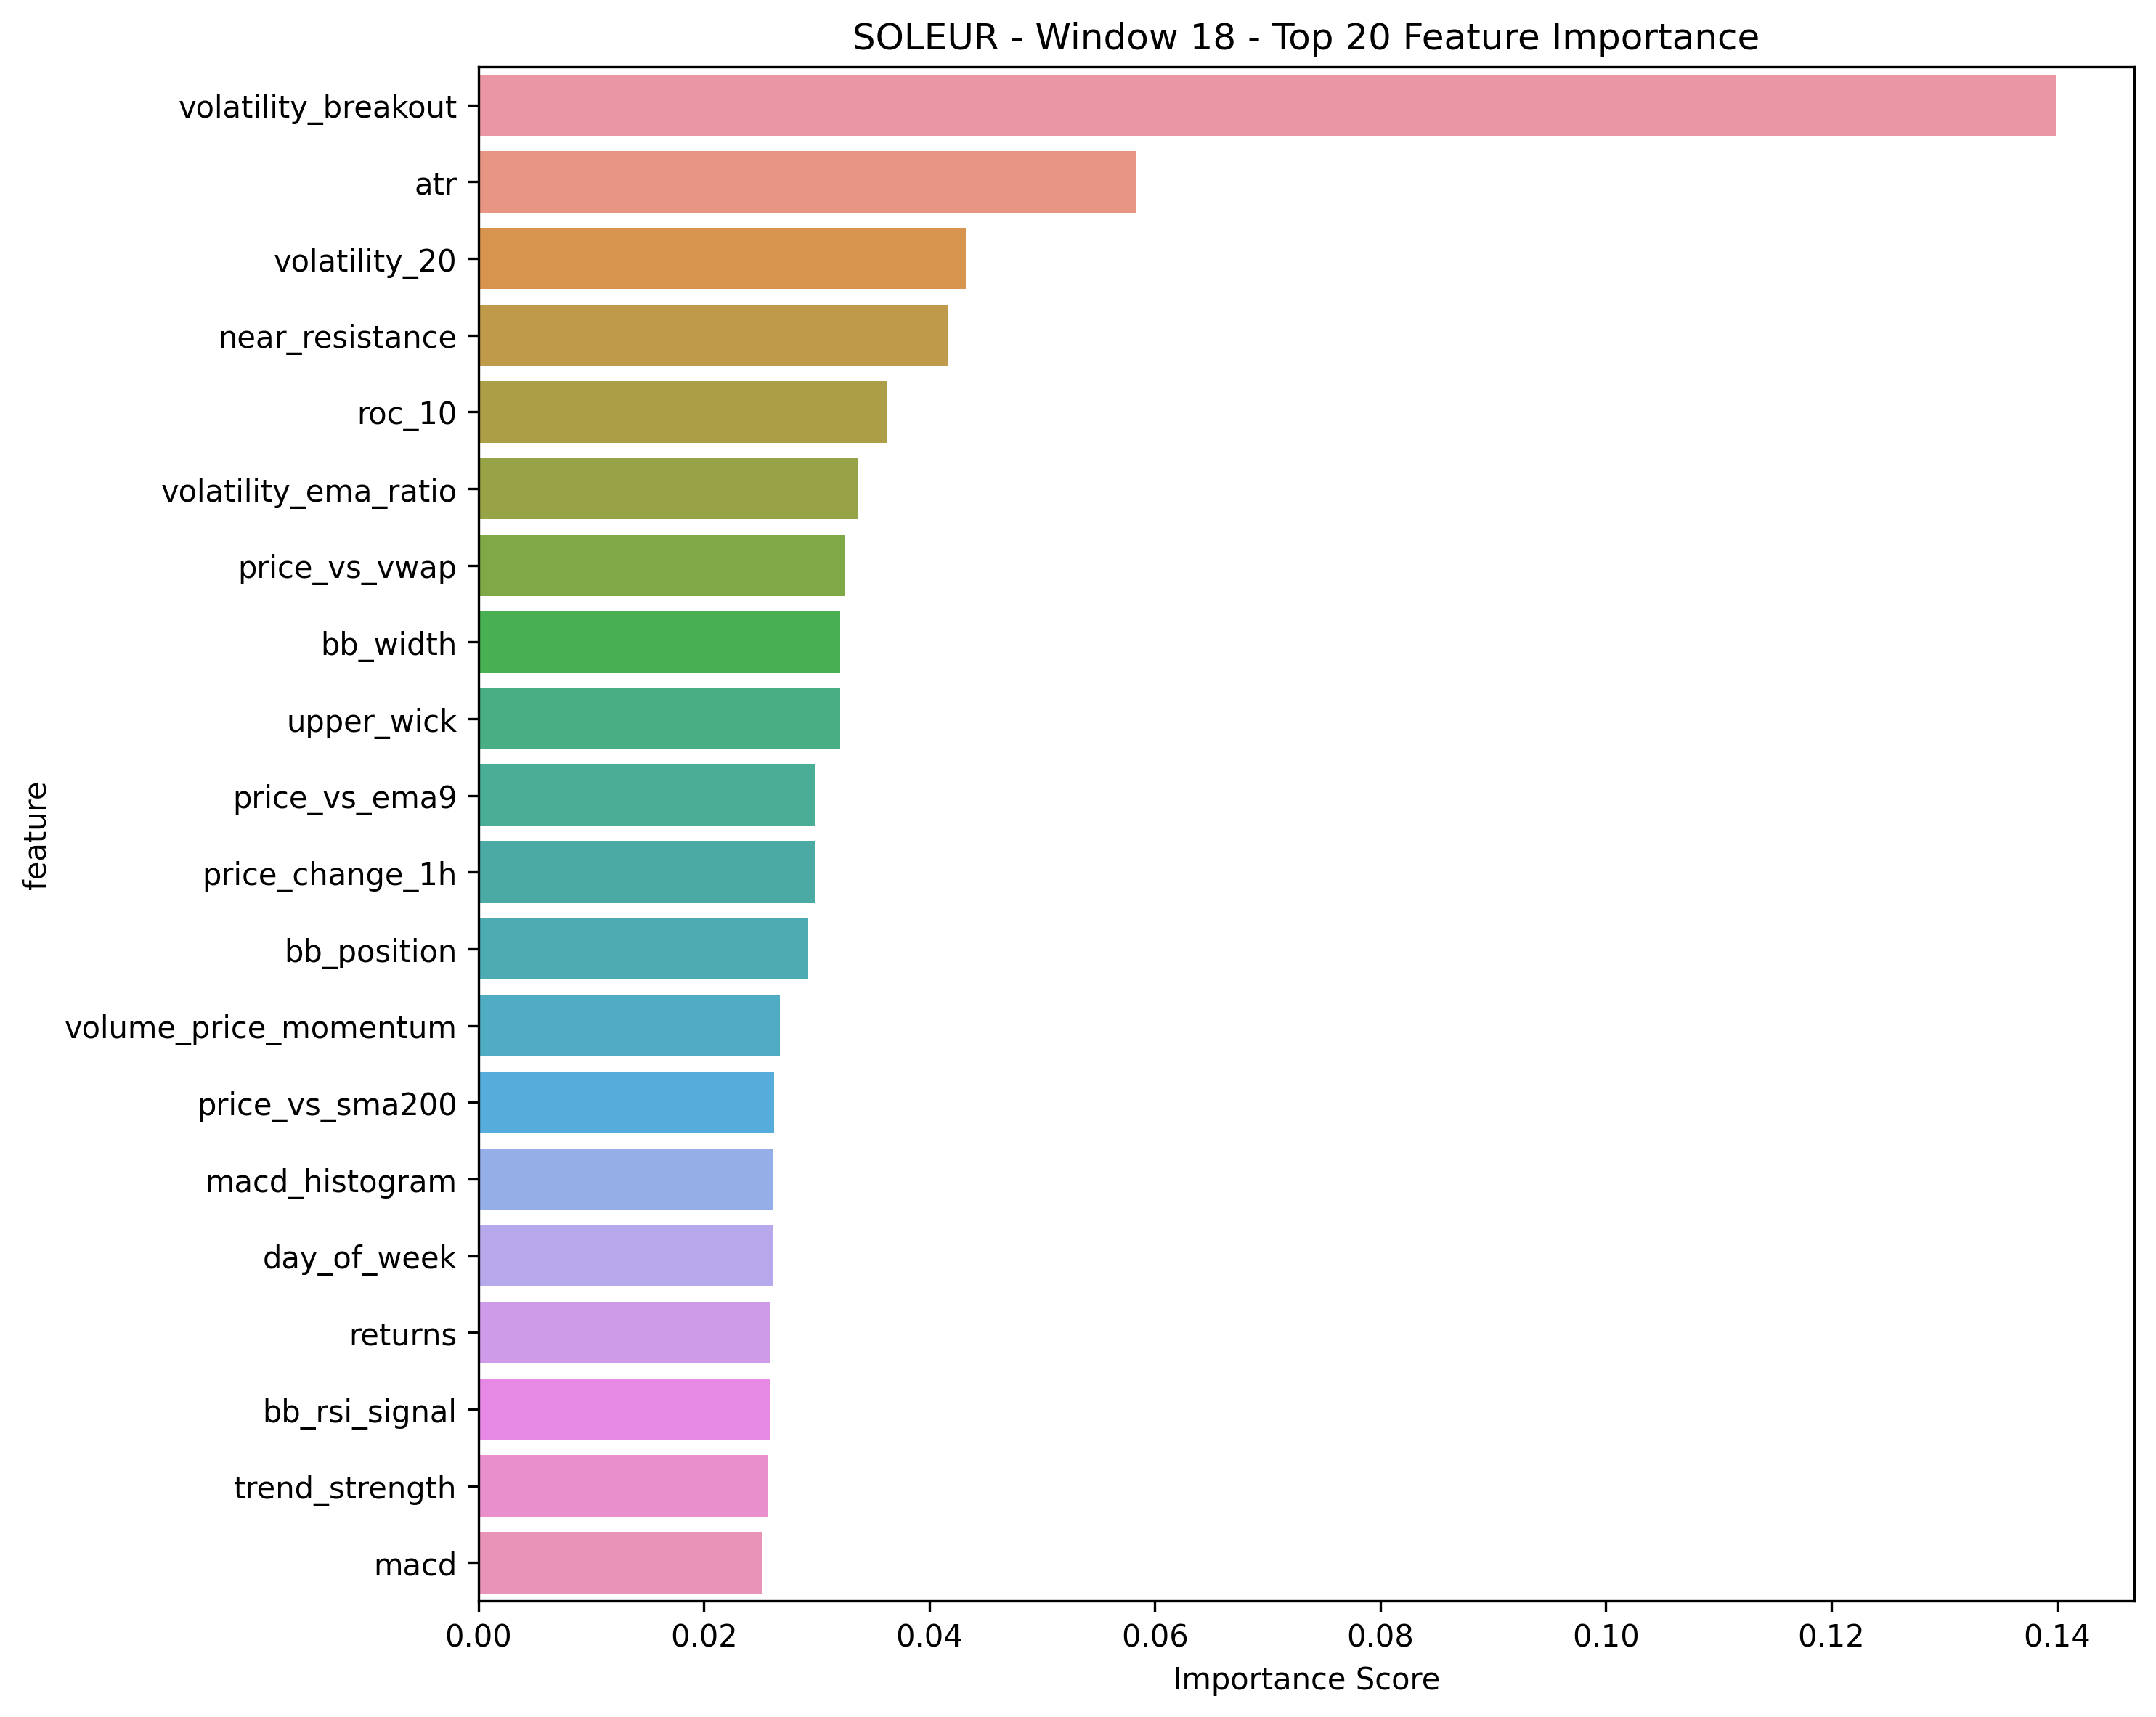 SOLEUR - Window 18 - Top 20 Feature Importance
volatility_breakout
atr
volatility_20
near_resistance
roc_10
volatility_ema_ratio
price_vs_vwap
bb_width
upper_wick
price_vs_ema9
price_change_1h
bb_position
volume_price_momentum
price_vs_sma200
macd_histogram
day_of_week
returns
bb_rsi_signal
trend_strength
macd
feature
0.00 0.02 0.04 0.06 0.08 0.10 0.12 0.14
Importance Score